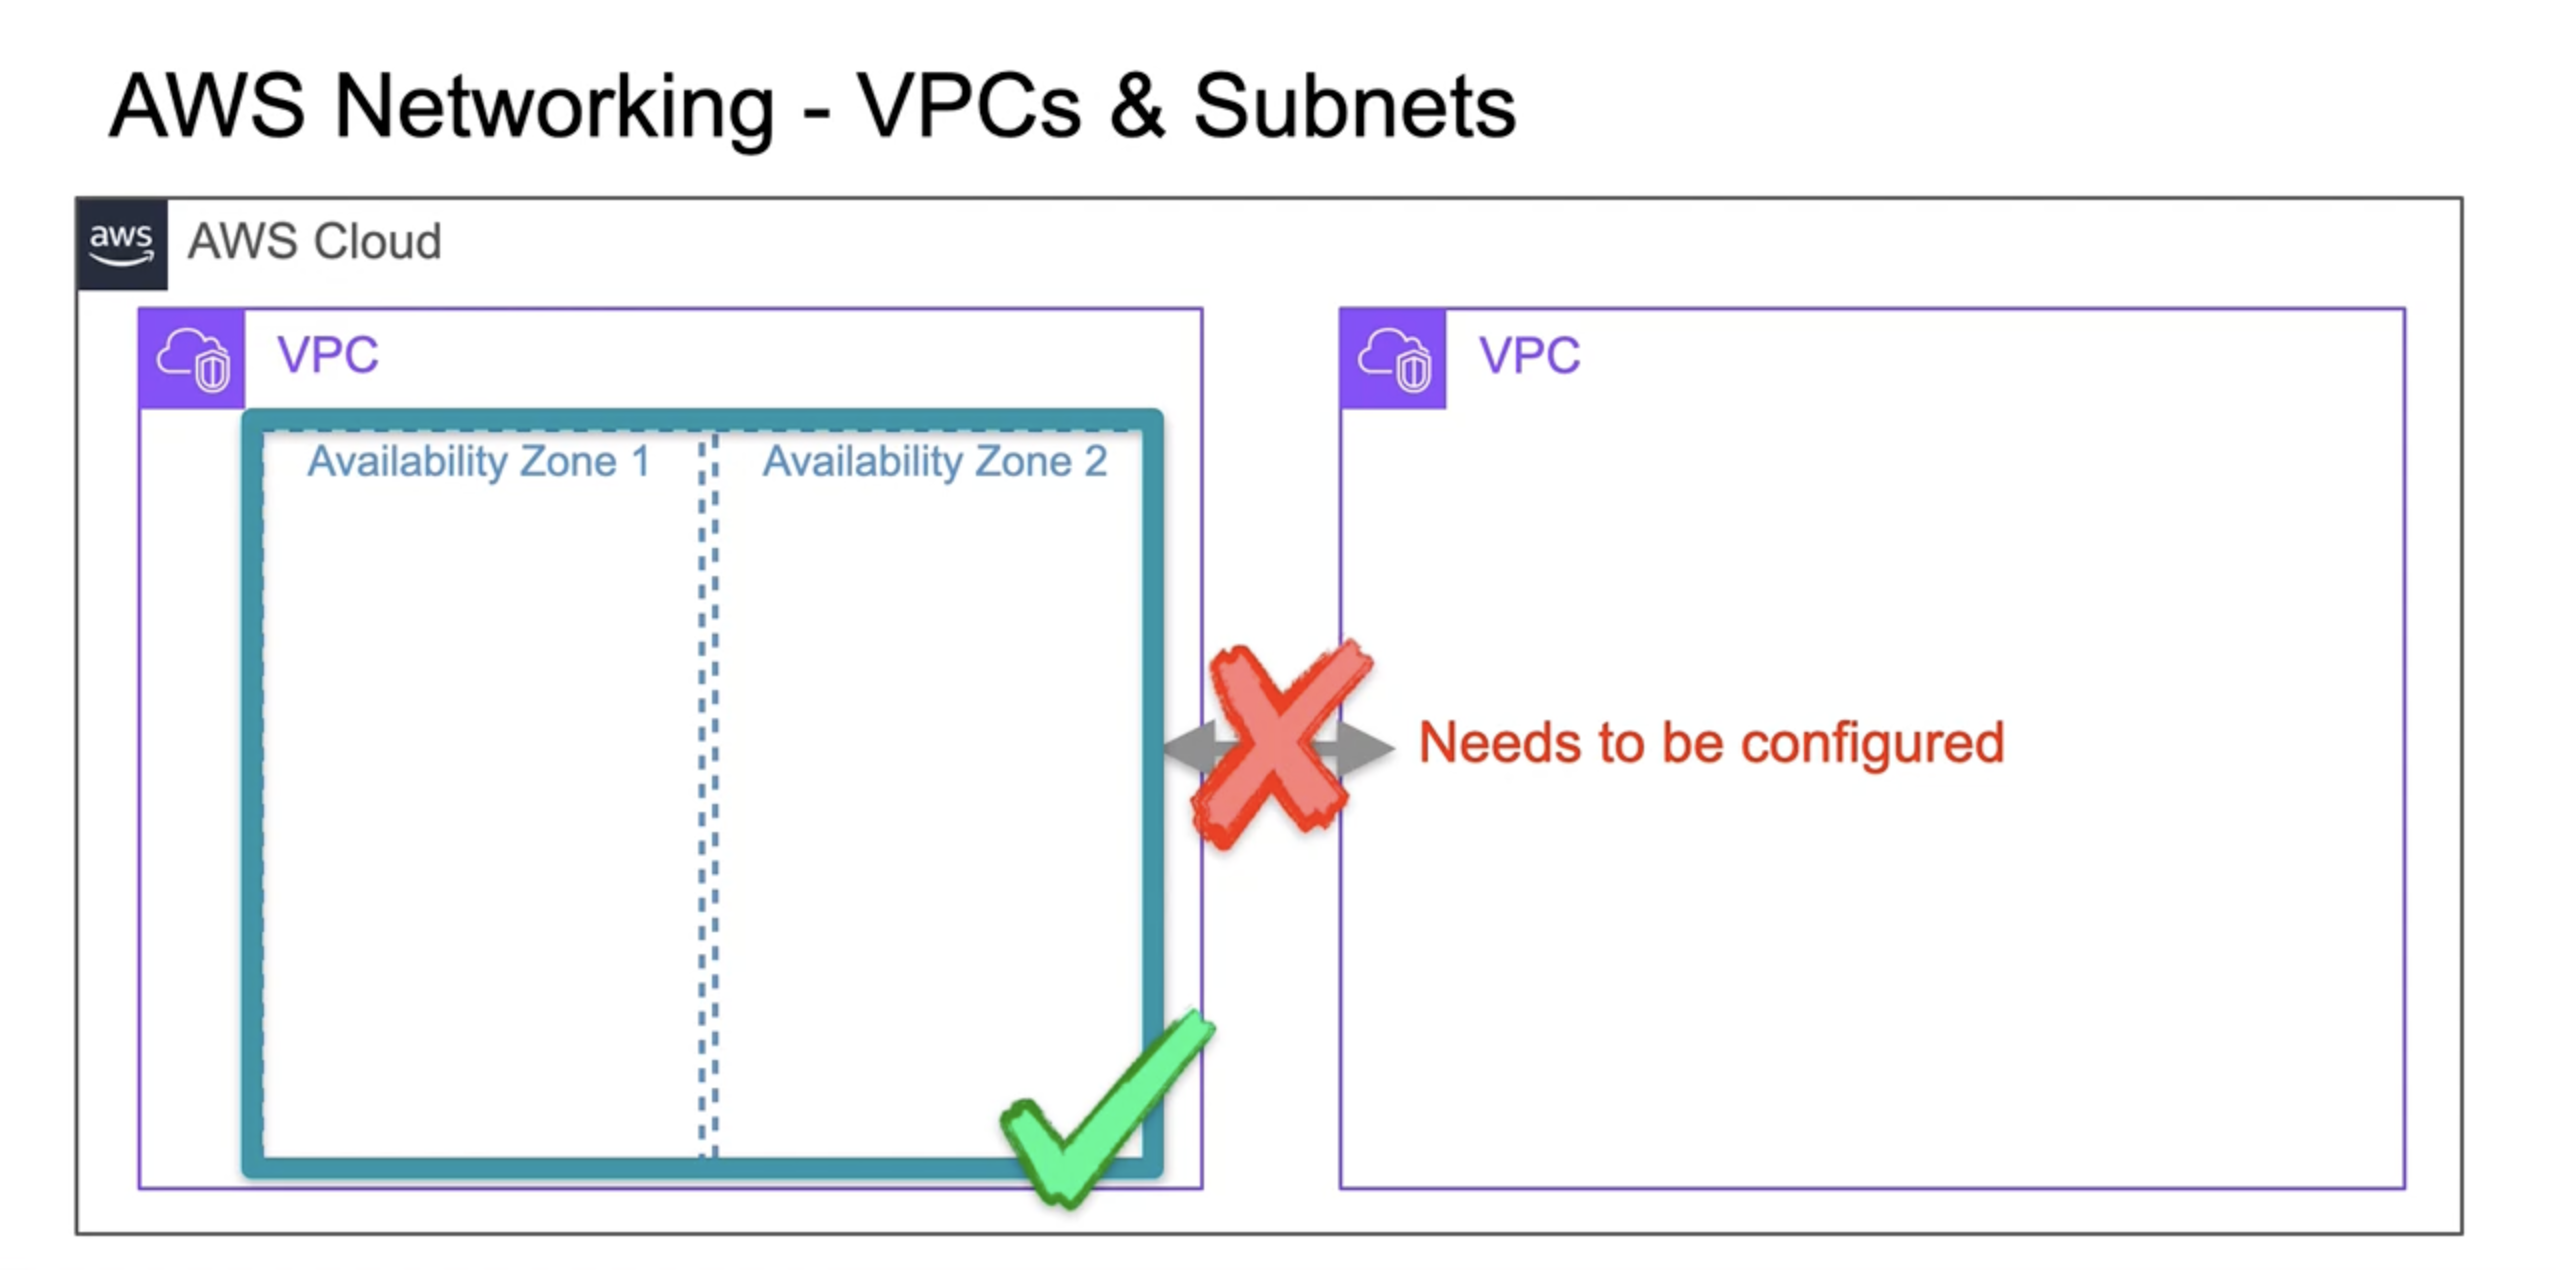 AWS Networking - VPCs & Subnets
aws
AWS Cloud
VPC
VPC
Availability Zone 1
Availability Zone 2
Needs to be configured